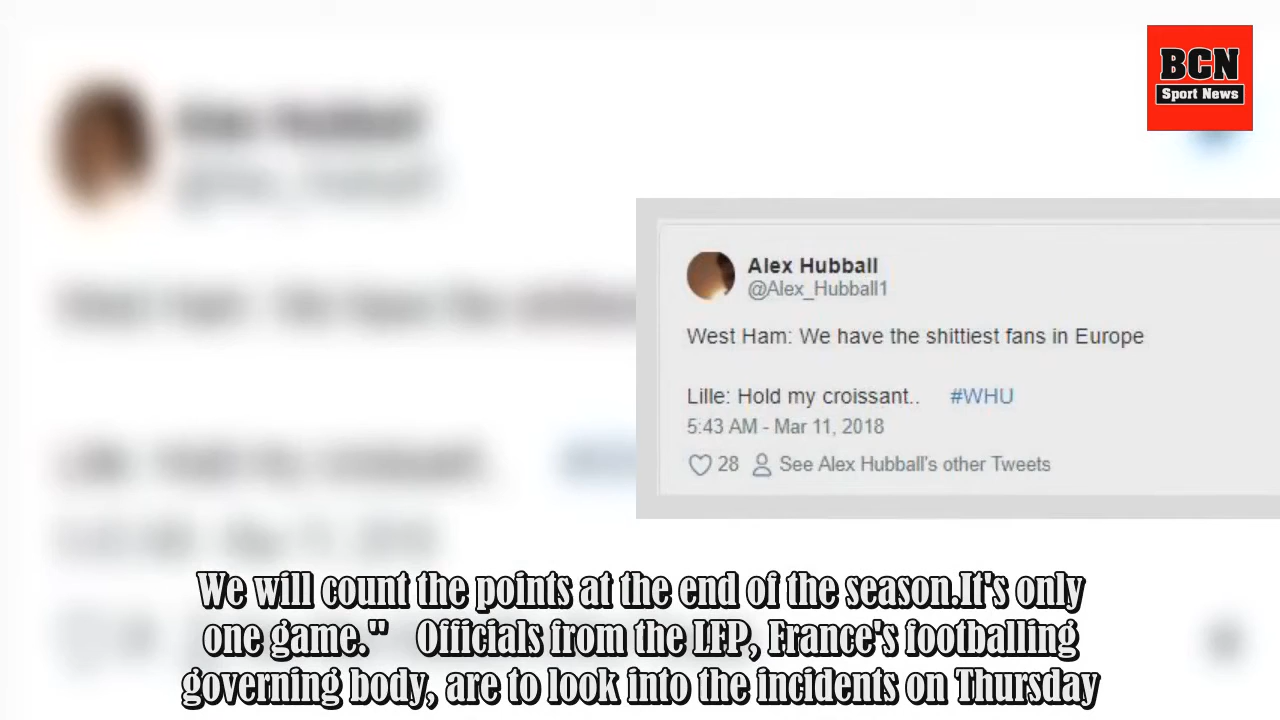 BCN
Sport News
Alex Hubball
@Alex_Hubball1
West Ham: We have the shittiest fans in Europe
Lille: Hold my croissant.. #WHU
5:43 AM - Mar 11, 2018
28 See Alex Hubball's other Tweets
We will count the points at the end of the season.It's only
one game." Officials from the LFP, France's footballing
governing body, are to look into the incidents on Thursday